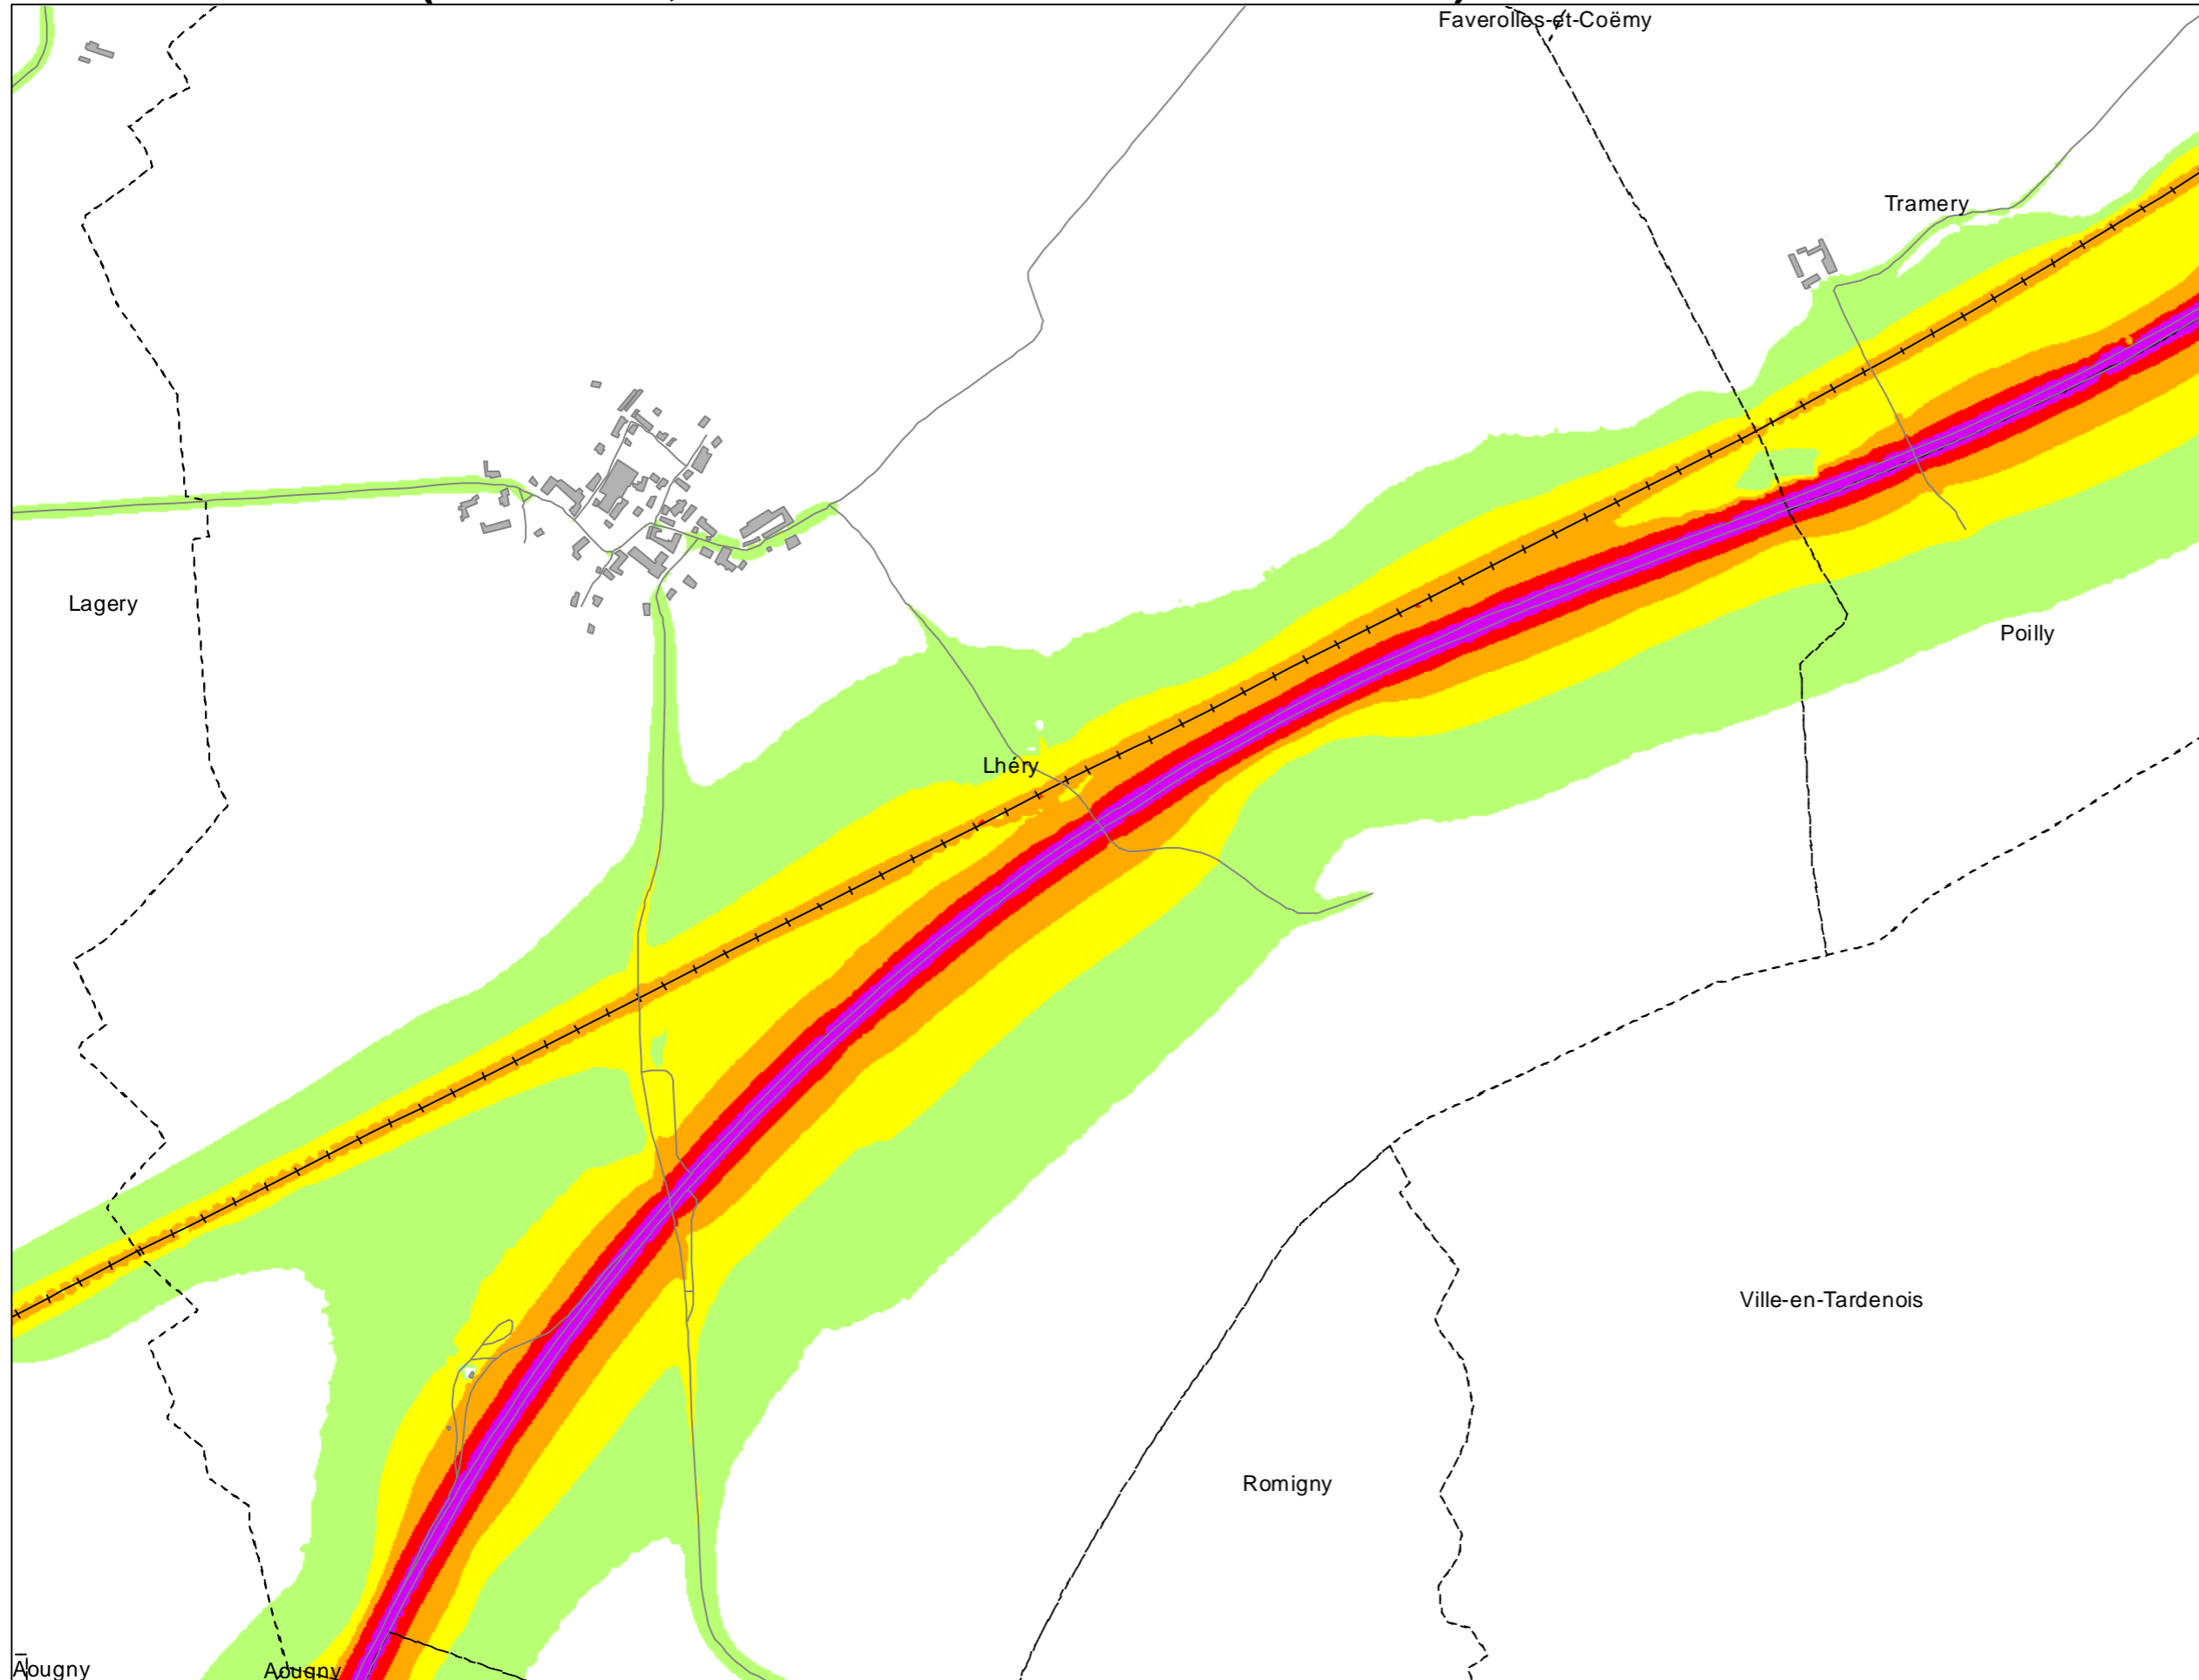 Faverolles-et-Coëmy
Tramery
Lagery
Poilly
Lhéry
Ville-en-Tardenois
Romigny
Aougny
Aougny